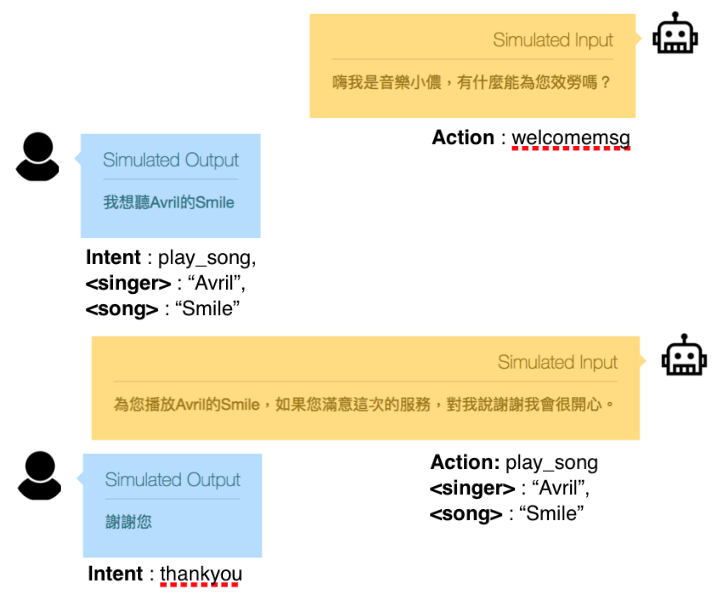 Simulated Input
嗨我是音樂小儂，有什麼能為您效勞嗎？
Action : welcomemsg
Simulated Output
我想聽Avril的Smile
Intent : play_song,
<singer> : “Avril”,
<song> : “Smile”
Simulated Input
為您播放Avril的Smile，如果您滿意這次的服務，對我說謝謝我會很開心。
Action: play_song
<singer> : “Avril”,
<song> : “Smile”
Simulated Output
謝謝您
Intent : thankyou